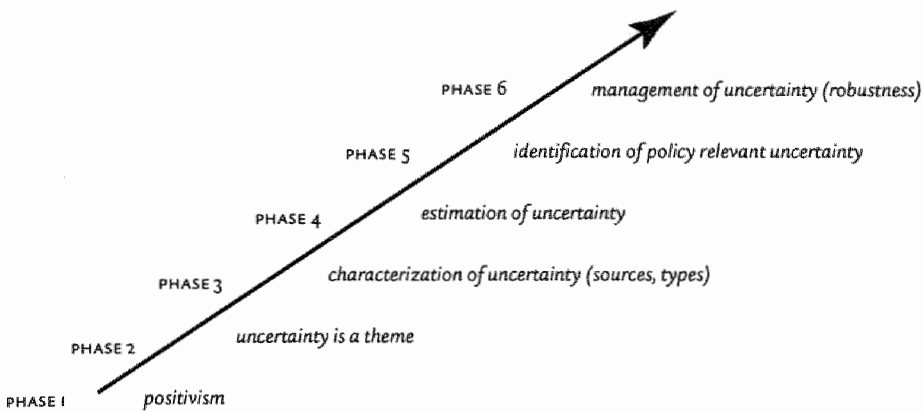 PHASE 6 management of uncertainty (robustness)
PHASE 5 identification of policy relevant uncertainty
PHASE 4 estimation of uncertainty
PHASE 3 characterization of uncertainty (sources, types)
PHASE 2 uncertainty is a theme
PHASE 1 positivism